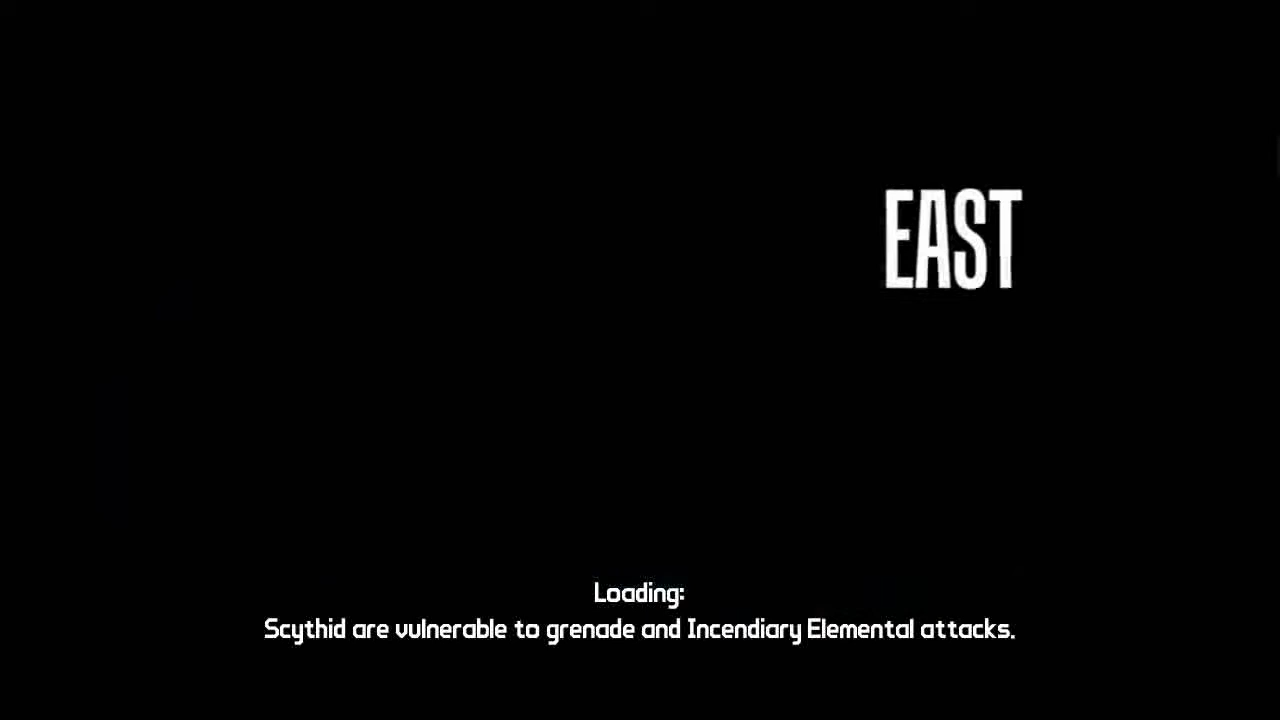 EAST
Loading:
Scythid are vulnerable to grenade and Incendiary Elemental attacks.